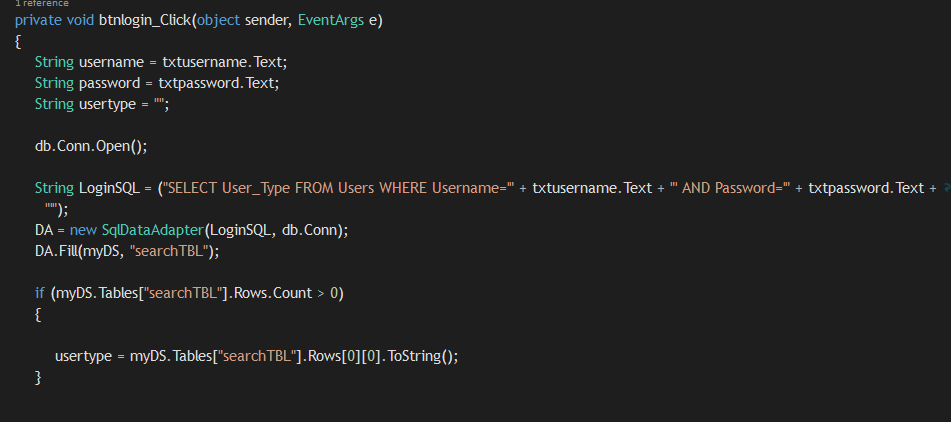 1 reference
private void btnlogin_Click(object sender, EventArgs e)
{
String username = txtusername.Text;
String password = txtpassword.Text;
String usertype = "";
db.Conn.Open();
String LoginSQL = ("SELECT User_Type FROM Users WHERE Username='" + txtusername.Text + "' AND Password='" + txtpassword.Text +
"'");
DA = new SqlDataAdapter(LoginSQL, db.Conn);
DA.Fill(myDS, "searchTBL");
if (myDS.Tables["searchTBL"].Rows.Count > 0)
{
usertype = myDS.Tables["searchTBL"].Rows[0][0].ToString();
}